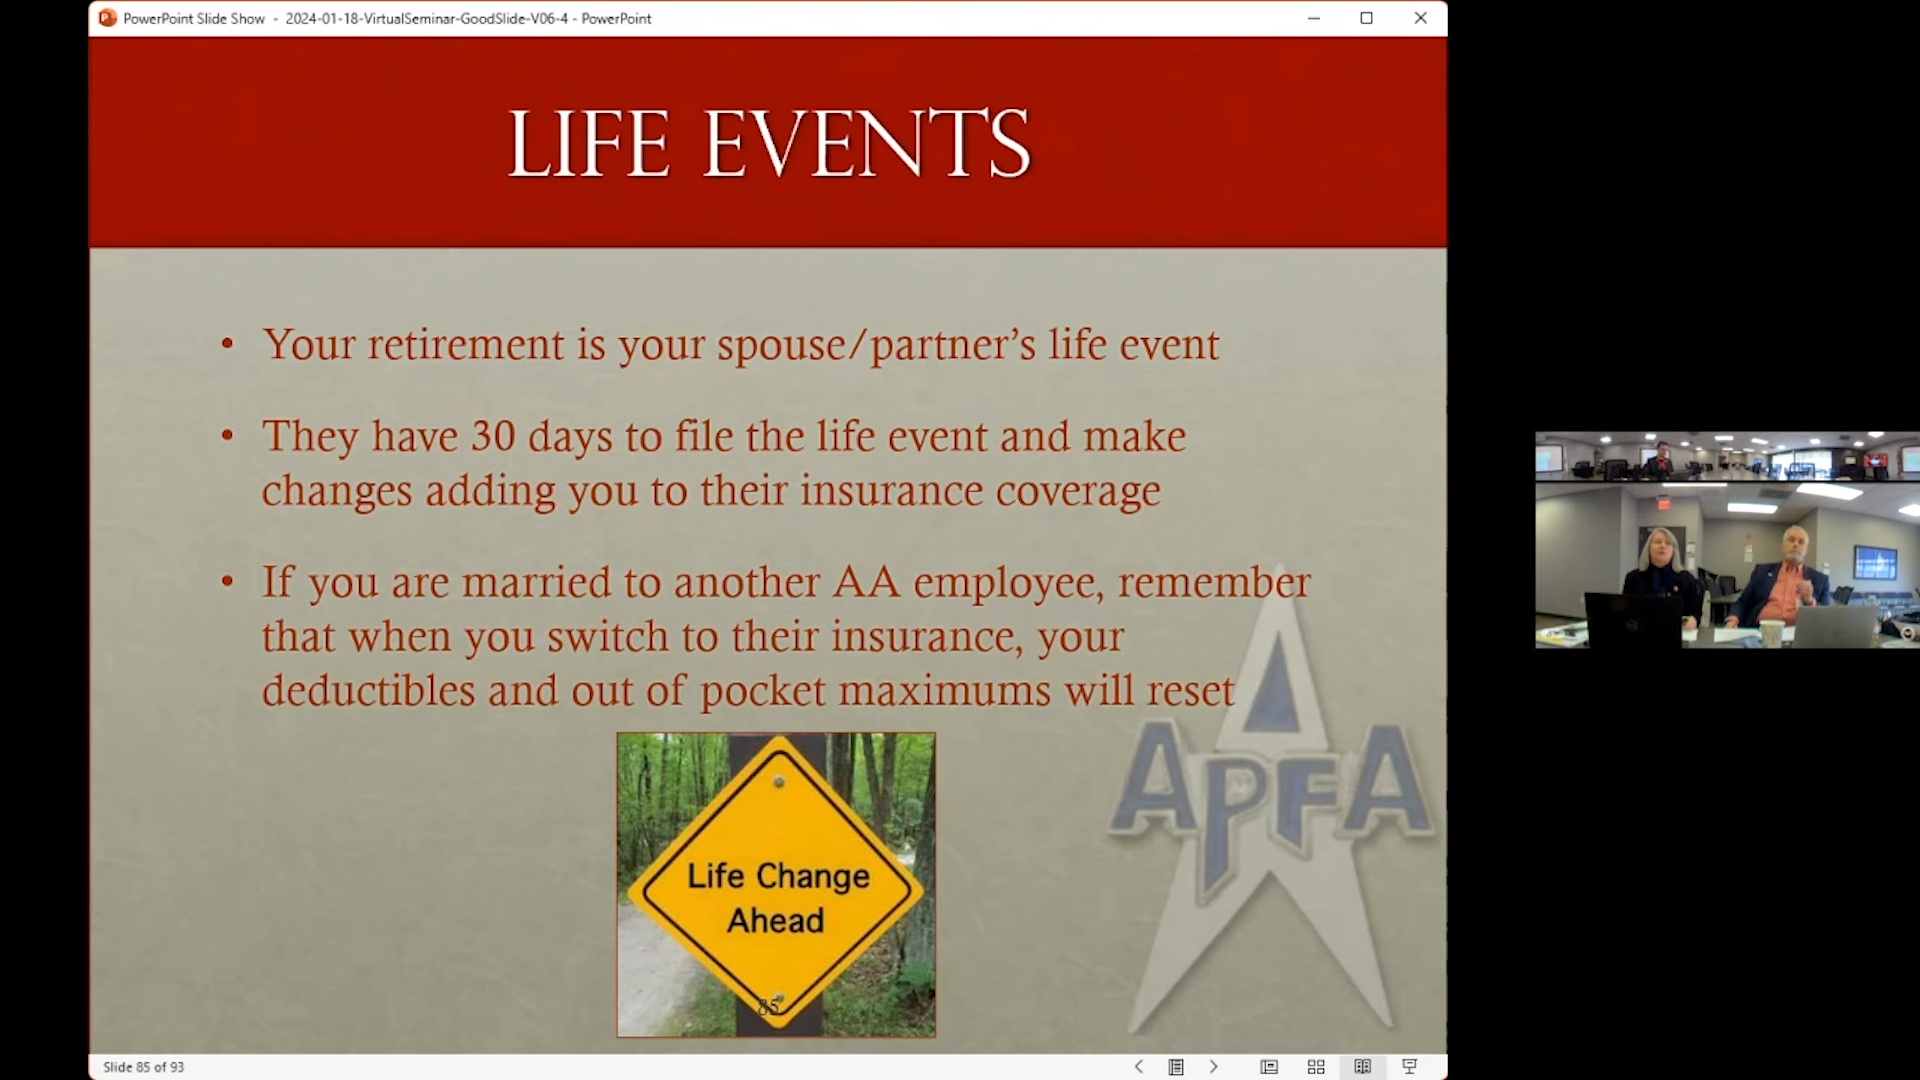 PowerPoint Slide Show - 2024-01-18-VirtualSeminar-GoodSlide-V06-4 - PowerPoint
LIFE EVENTS
• Your retirement is your spouse/partner’s life event
• They have 30 days to file the life event and make
changes adding you to their insurance coverage
• If you are married to another AA employee, remember
that when you switch to their insurance, your
deductibles and out of pocket maximums will reset
APFA
Life Change
Ahead
85
Slide 85 of 93